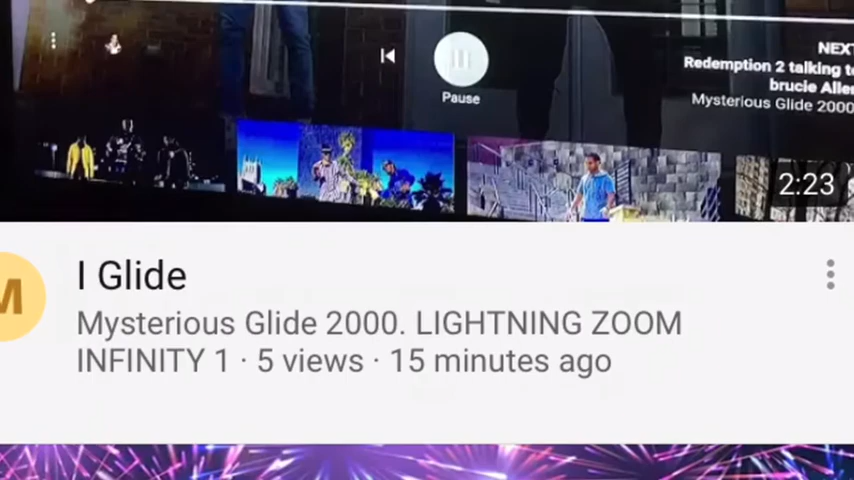 NEXT
Redemption 2 talking to
brucie Allen
Mysterious Glide 2000
Pause
2:23
M
I Glide
Mysterious Glide 2000. LIGHTNING ZOOM
INFINITY 1 · 5 views · 15 minutes ago